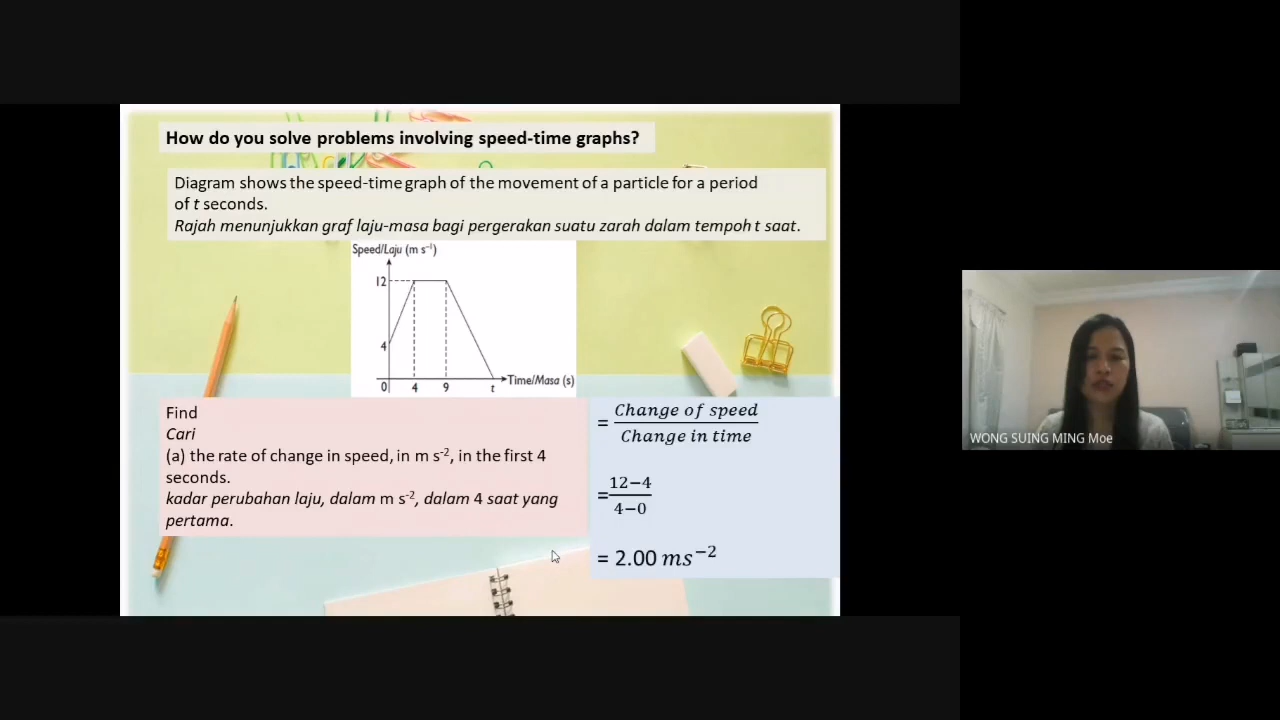 How do you solve problems involving speed-time graphs?
Diagram shows the speed-time graph of the movement of a particle for a period
of t seconds.
Rajah menunjukkan graf laju-masa bagi pergerakan suatu zarah dalam tempoh t saat.
Speed/Laju (m s⁻¹)
12
4
0 4 9 t
Time/Masa (s)
Find
Cari
(a) the rate of change in speed, in m s⁻², in the first 4
seconds.
kadar perubahan laju, dalam m s⁻², dalam 4 saat yang
pertama.
= Change of speed / Change in time
= 12−4 / 4−0
= 2.00 ms⁻²
WONG SUING MING Moe